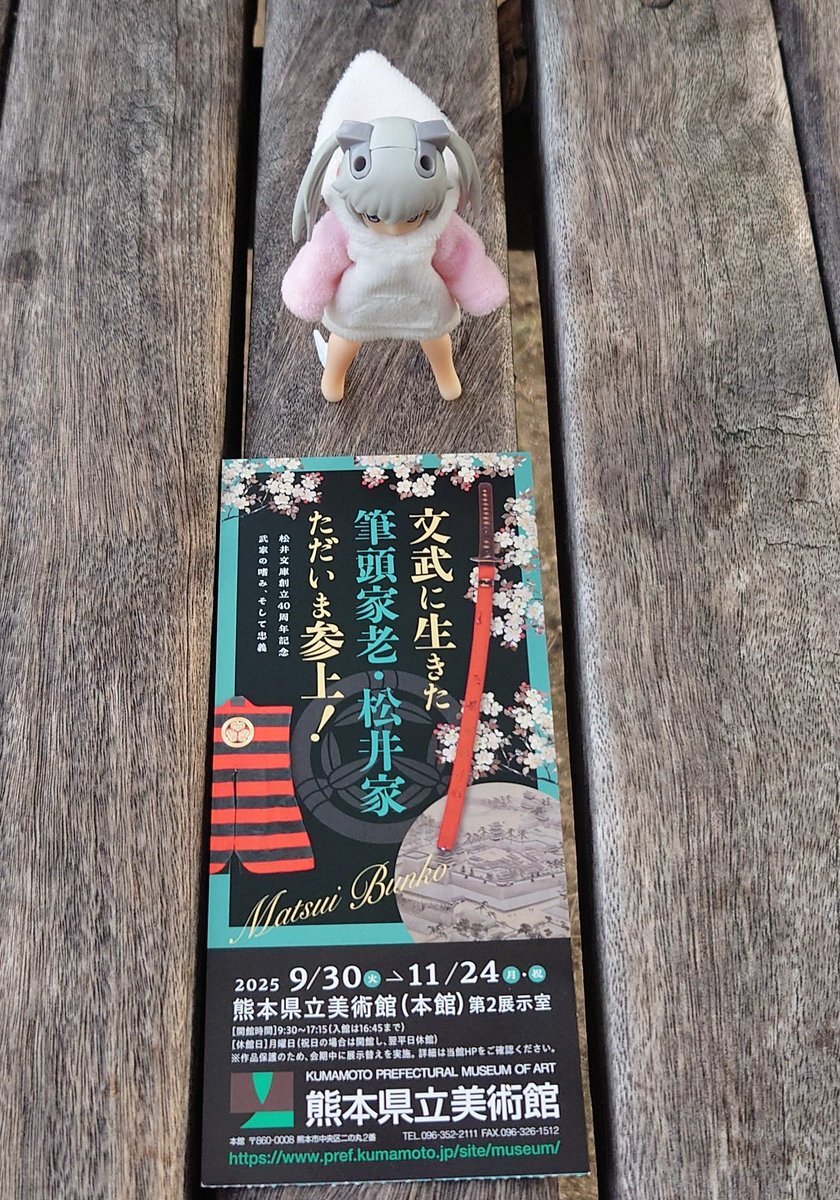 文武に生きた
筆頭家老・松井家
ただいま参上！
松井文庫創立40周年記念
武家の嗜み、そして忠義
Matsui Bunko
2025 9/30火→11/24月・祝
熊本県立美術館(本館) 第2展示室
[開館時間]9:30～17:15(入館は16:45まで)
[休館日]月曜日(祝日の場合は開館し、翌平日休館)
※作品保護のため、会期中に展示替えを実施。詳細は当館HPをご確認ください。
KUMAMOTO PREFECTURAL MUSEUM OF ART
熊本県立美術館
本館 〒860-0008 熊本市中央区二の丸2番 TEL.096-352-2111 FAX.096-326-1512
https://www.pref.kumamoto.jp/site/museum/